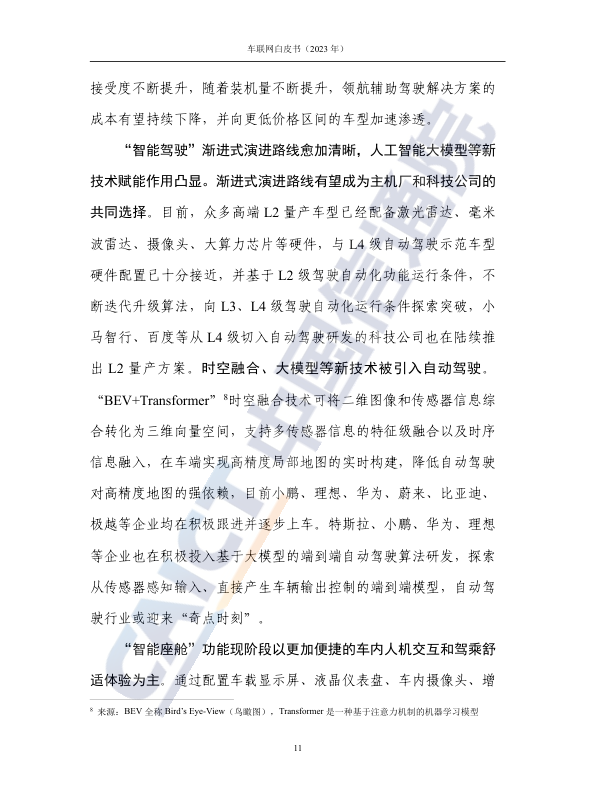 车联网白皮书（2023 年）
接受度不断提升，随着装机量不断提升，领航辅助驾驶解决方案的
成本有望持续下降，并向更低价格区间的车型加速渗透。
“智能驾驶”渐进式演进路线愈加清晰，人工智能大模型等新
技术赋能作用凸显。渐进式演进路线有望成为主机厂和科技公司的
共同选择。目前，众多高端 L2 量产车型已经配备激光雷达、毫米
波雷达、摄像头、大算力芯片等硬件，与 L4 级自动驾驶示范车型
硬件配置已十分接近，并基于 L2 级驾驶自动化功能运行条件，不
断迭代升级算法，向 L3、L4 级驾驶自动化运行条件探索突破，小
马智行、百度等从 L4 级切入自动驾驶研发的科技公司也在陆续推
出 L2 量产方案。时空融合、大模型等新技术被引入自动驾驶。
“BEV+Transformer”8时空融合技术可将二维图像和传感器信息综
合转化为三维向量空间，支持多传感器信息的特征级融合以及时序
信息融入，在车端实现高精度局部地图的实时构建，降低自动驾驶
对高精度地图的强依赖，目前小鹏、理想、华为、蔚来、比亚迪、
极越等企业均在积极跟进并逐步上车。特斯拉、小鹏、华为、理想
等企业也在积极投入基于大模型的端到端自动驾驶算法研发，探索
从传感器感知输入、直接产生车辆输出控制的端到端模型，自动驾
驶行业或迎来“奇点时刻”。
“智能座舱”功能现阶段以更加便捷的车内人机交互和驾乘舒
适体验为主。通过配置车载显示屏、液晶仪表盘、车内摄像头、增
8 来源：BEV 全称 Bird’s Eye-View（鸟瞰图），Transformer 是一种基于注意力机制的机器学习模型
11
CAICT 中国信通院